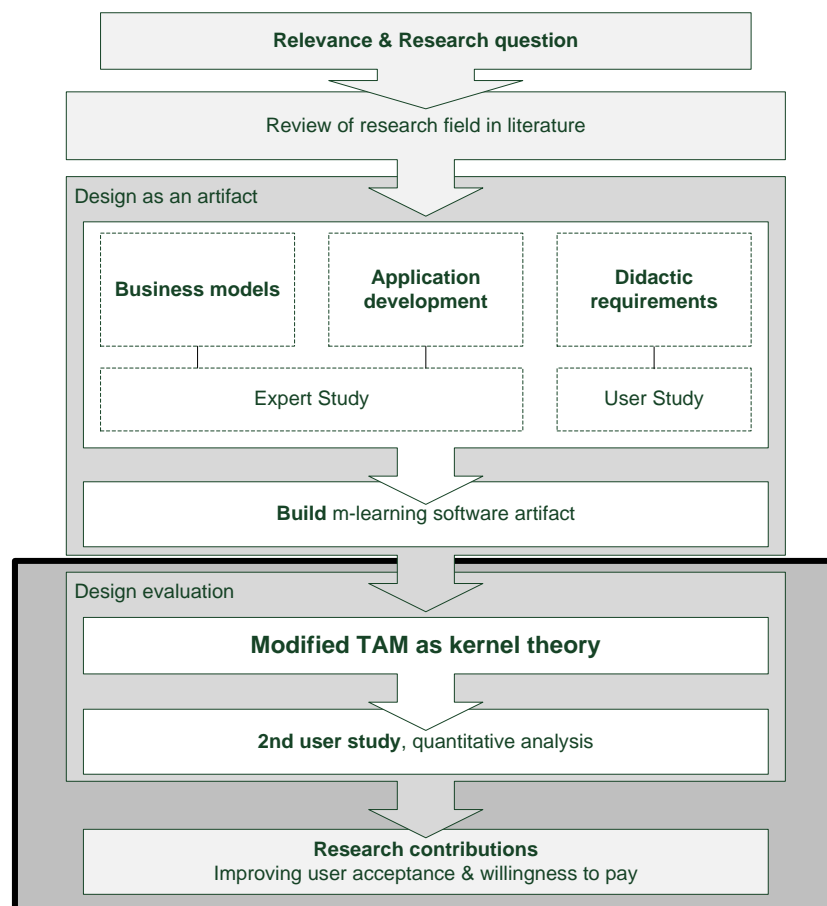 Relevance & Research question
Review of research field in literature
Design as an artifact
Business models
Application
development
Didactic
requirements
Expert Study
User Study
Build m-learning software artifact
Design evaluation
Modified TAM as kernel theory
2nd user study, quantitative analysis
Research contributions
Improving user acceptance & willingness to pay